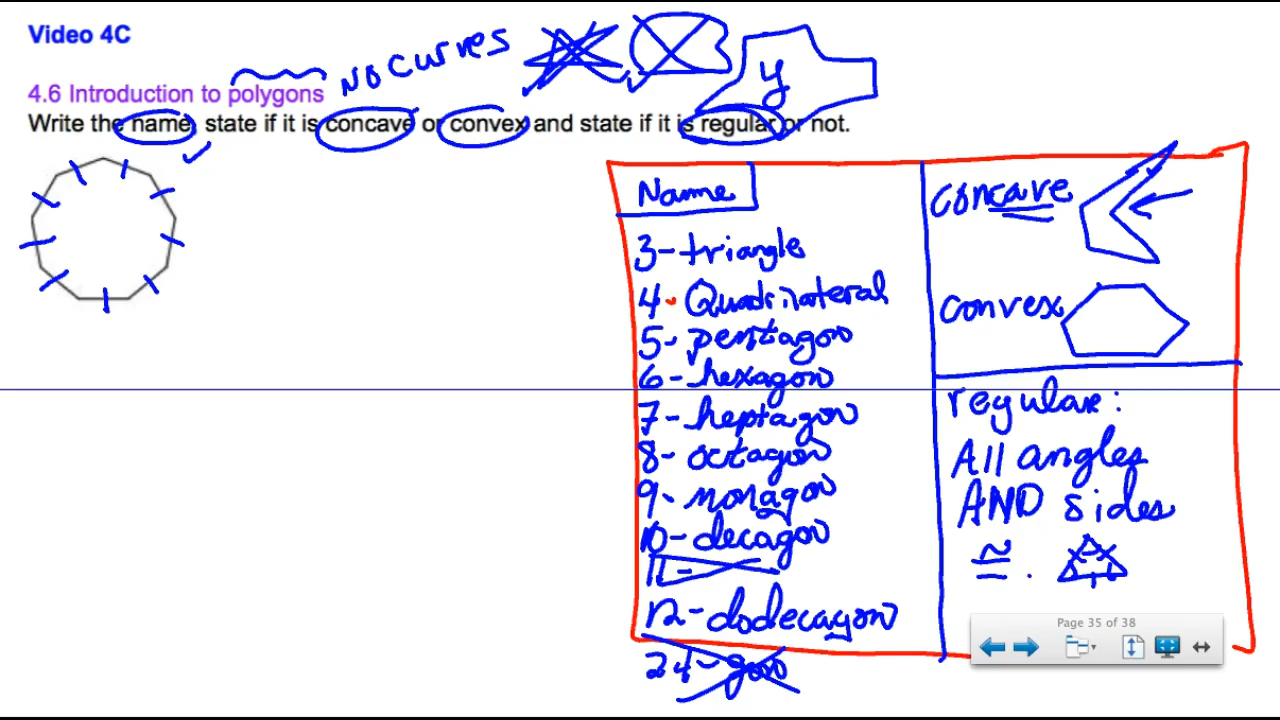 Video 4C
NO CURVES
4.6 Introduction to polygons
Write the name, state if it is concave or convex and state if it is regular or not.
y
Name
3-triangle
4-Quadrilateral
5-pentagon
6-hexagon
7-heptagon
8-octagon
9-nonagon
10-decagon
11-
12-dodecagon
24-gon
concave
convex
regular:
All angles
AND sides
≅.
Page 35 of 38